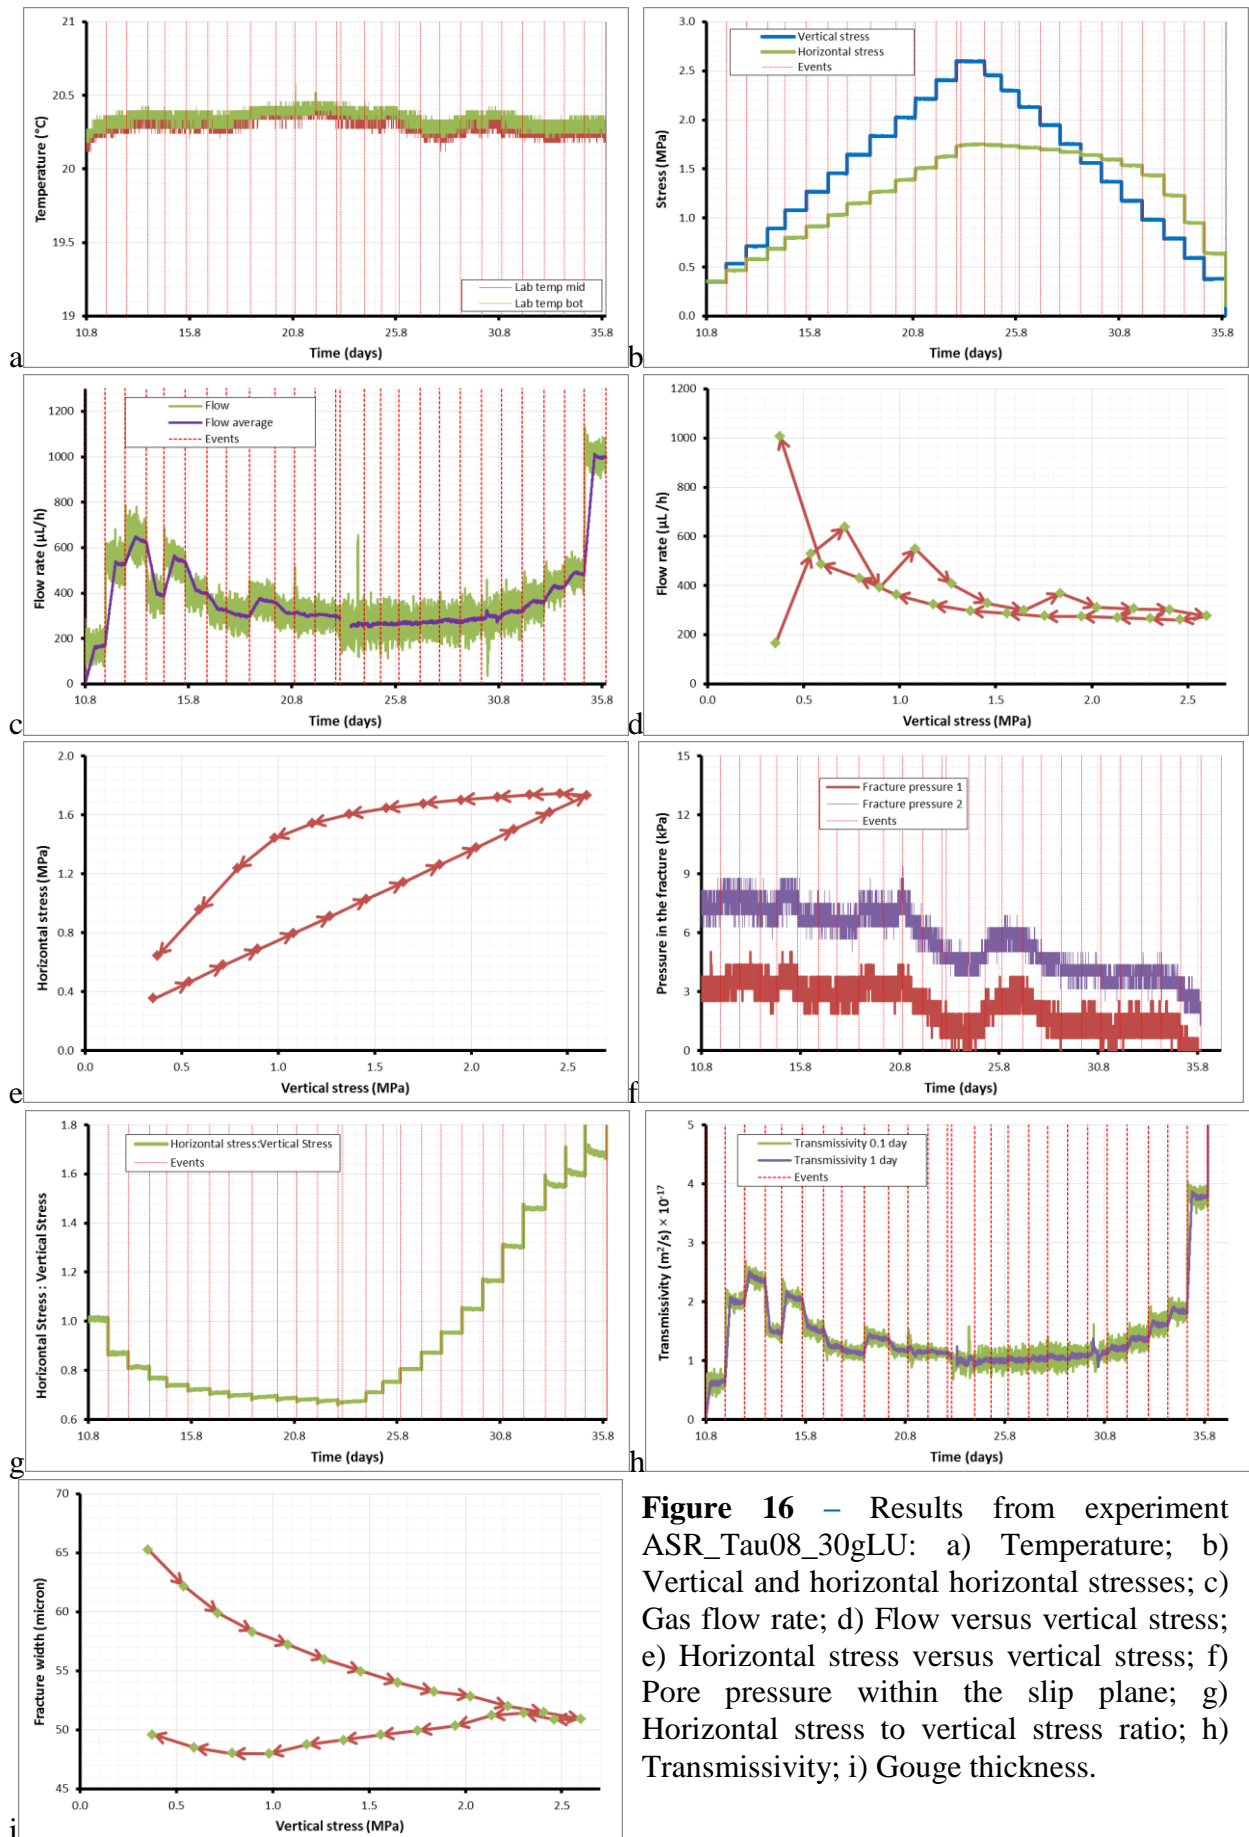 21
20.5
20
19.5
19
Temperature (°C)
Lab temp mid
Lab temp bot
10.8 15.8 20.8 25.8 30.8 35.8
Time (days)
a
3.0
2.5
2.0
1.5
1.0
0.5
0.0
Stress (MPa)
Vertical stress
Horizontal stress
Events
10.8 15.8 20.8 25.8 30.8 35.8
Time (days)
b
1200
1000
800
600
400
200
0
Flow rate (µL/h)
Flow
Flow average
Events
10.8 15.8 20.8 25.8 30.8 35.8
Time (days)
c
1200
1000
800
600
400
200
0
Flow rate (µL/h)
0.0 0.5 1.0 1.5 2.0 2.5
Vertical stress (MPa)
d
2.0
1.6
1.2
0.8
0.4
0.0
Horizontal stress (MPa)
0.0 0.5 1.0 1.5 2.0 2.5
Vertical stress (MPa)
e
15
12
9
6
3
0
Pressure in the fracture (kPa)
Fracture pressure 1
Fracture pressure 2
Events
10.8 15.8 20.8 25.8 30.8 35.8
Time (days)
f
1.8
1.6
1.4
1.2
1.0
0.8
0.6
Horizontal Stress : Vertical Stress
Horizontal stress:Vertical Stress
Events
10.8 15.8 20.8 25.8 30.8 35.8
Time (days)
g
5
4
3
2
1
0
Transmissivity (m²/s) × 10⁻¹⁷
Transmissivity 0.1 day
Transmissivity 1 day
Events
10.8 15.8 20.8 25.8 30.8 35.8
Time (days)
h
70
65
60
55
50
45
Fracture width (micron)
0.0 0.5 1.0 1.5 2.0 2.5
Vertical stress (MPa)
i
Figure 16 – Results from experiment
ASR_Tau08_30gLU: a) Temperature; b)
Vertical and horizontal horizontal stresses; c)
Gas flow rate; d) Flow versus vertical stress;
e) Horizontal stress versus vertical stress; f)
Pore pressure within the slip plane; g)
Horizontal stress to vertical stress ratio; h)
Transmissivity; i) Gouge thickness.